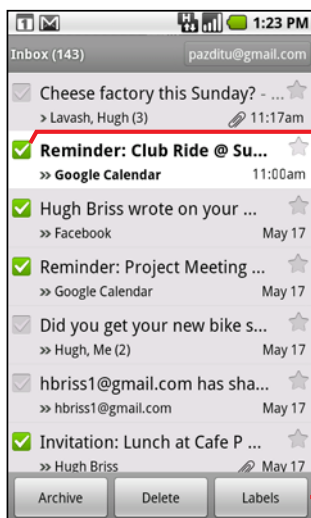 1 1:23 PM
Inbox (143) pazditu@gmail.com
Cheese factory this Sunday? - ...
› Lavash, Hugh (3) 11:17am
Reminder: Club Ride @ Su...
» Google Calendar 11:00am
Hugh Briss wrote on your ...
» Facebook May 17
Reminder: Project Meeting ...
» Google Calendar May 17
Did you get your new bike s...
» Hugh, Me (2) May 17
hbriss1@gmail.com has sha...
» hbriss1@gmail.com May 17
Invitation: Lunch at Cafe P ...
» Hugh Briss May 17
Archive Delete Labels